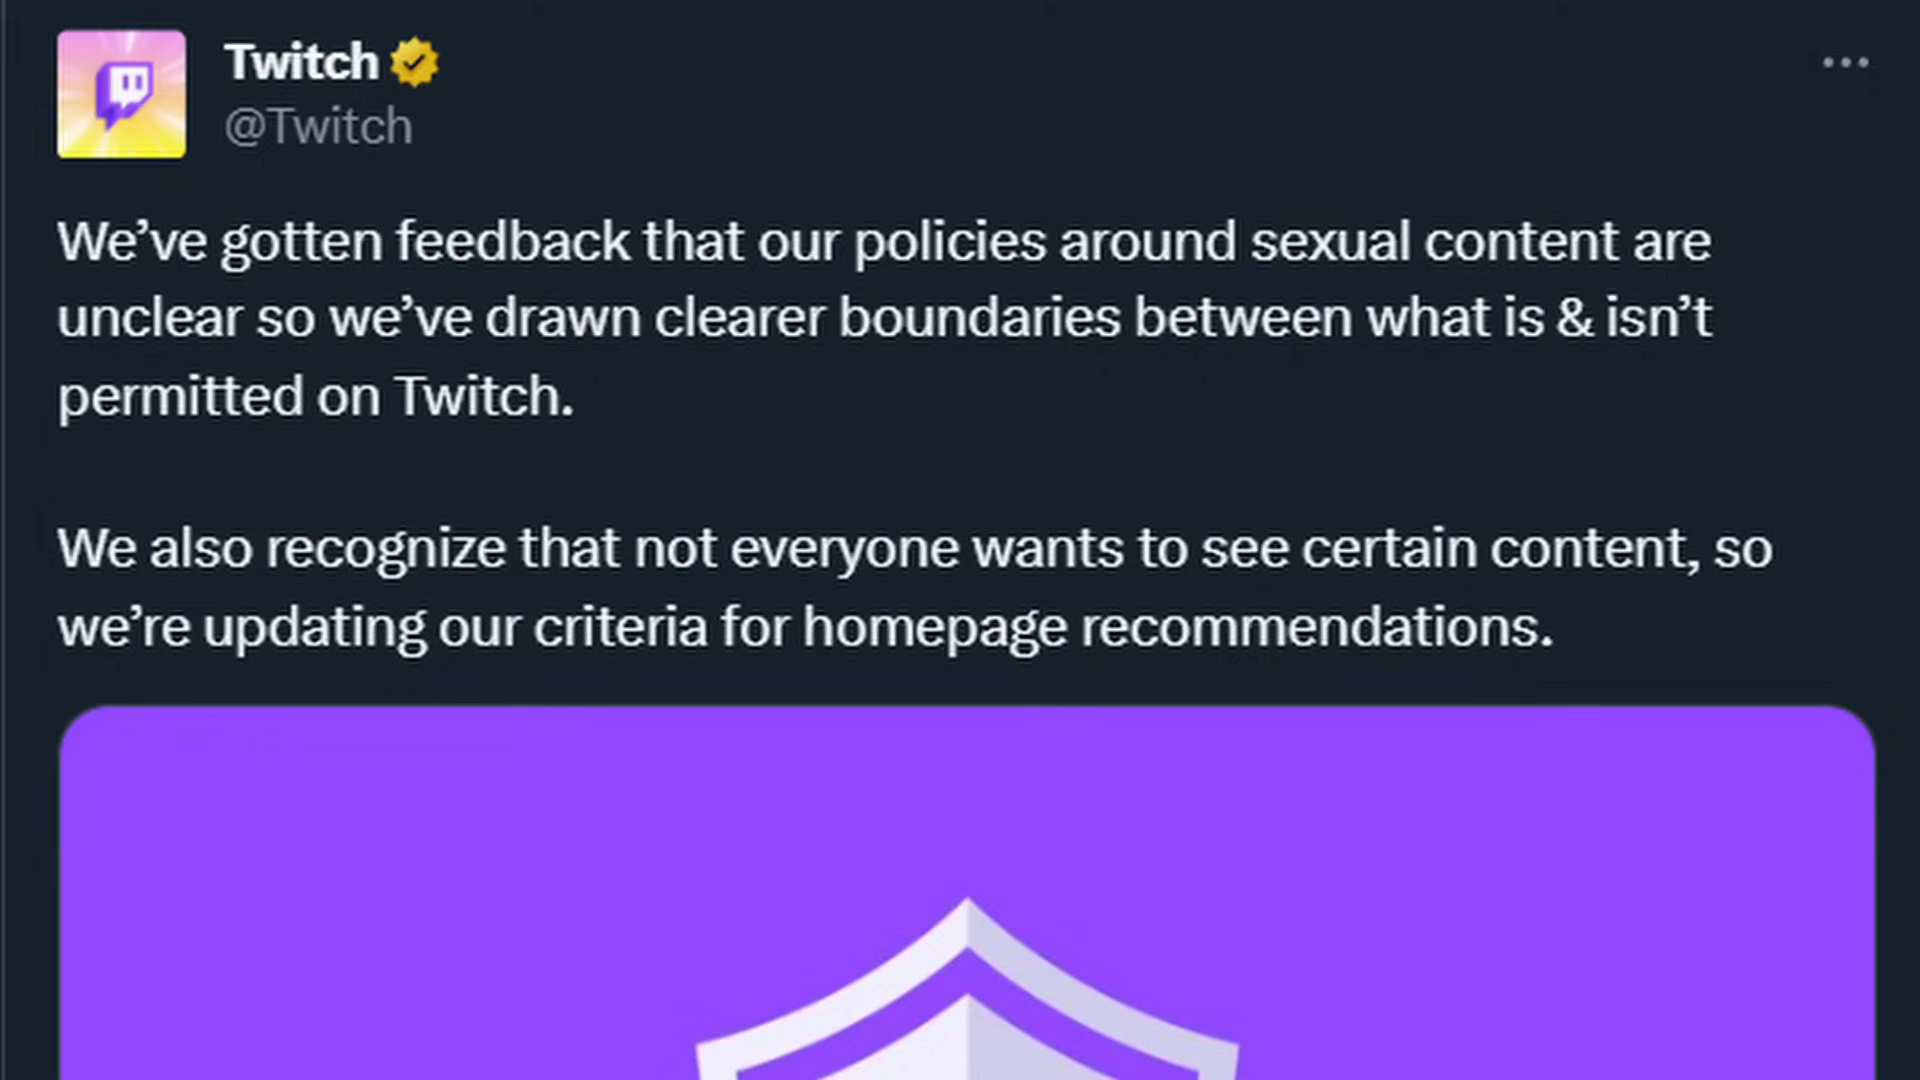 Twitch
@Twitch
We’ve gotten feedback that our policies around sexual content are
unclear so we’ve drawn clearer boundaries between what is & isn’t
permitted on Twitch.
We also recognize that not everyone wants to see certain content, so
we’re updating our criteria for homepage recommendations.